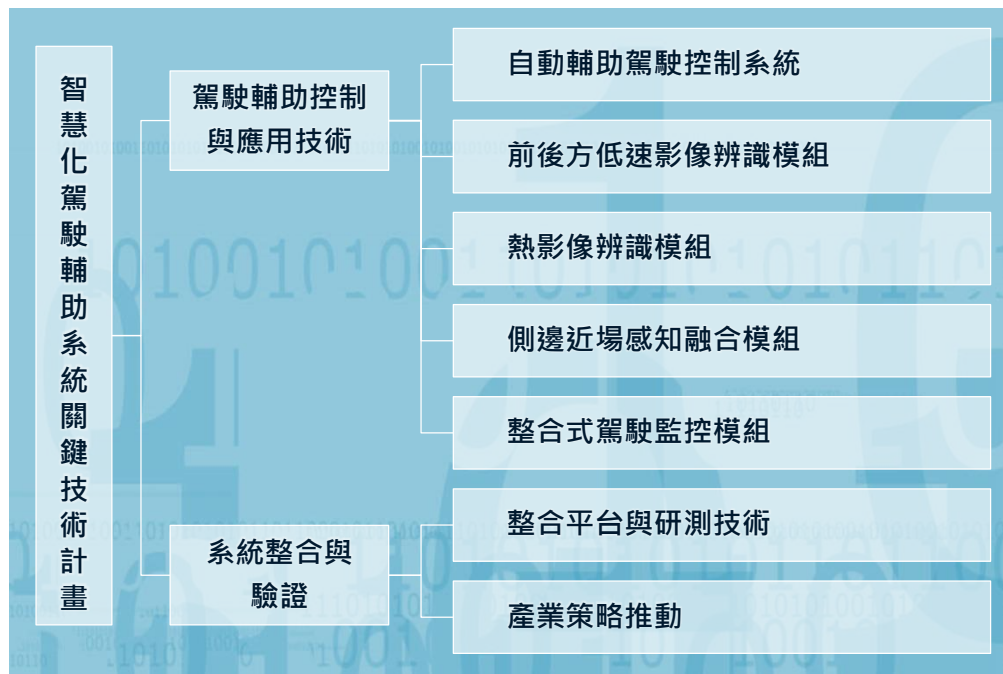 智慧化駕駛輔助系統關鍵技術計畫
駕駛輔助控制
與應用技術
自動輔助駕駛控制系統
前後方低速影像辨識模組
熱影像辨識模組
側邊近場感知融合模組
整合式駕駛監控模組
系統整合與
驗證
整合平台與研測技術
產業策略推動